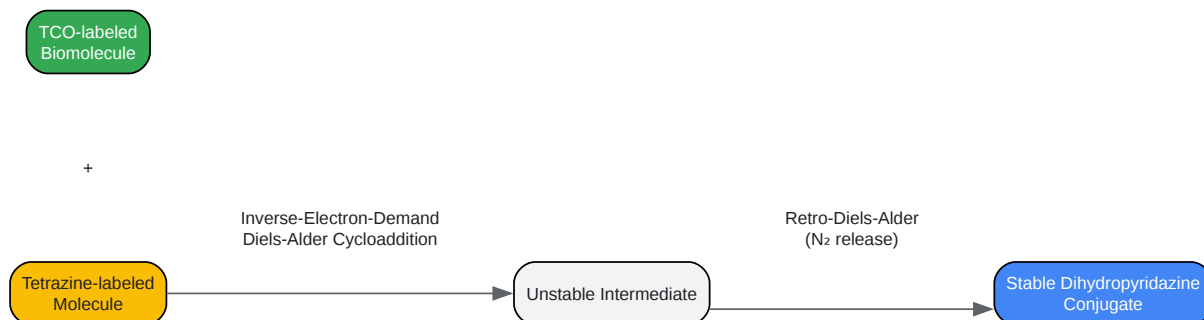 TCO-labeled
Biomolecule
+
Inverse-Electron-Demand
Diels-Alder Cycloaddition
Retro-Diels-Alder
(N₂ release)
Tetrazine-labeled
Molecule
Unstable Intermediate
Stable Dihydropyridazine
Conjugate